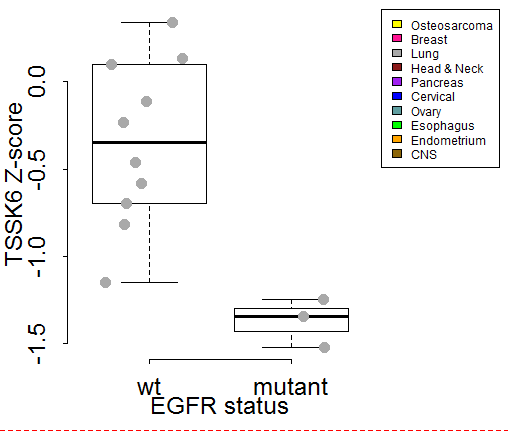 TSSK6 Z-score
0.0
-0.5
-1.0
-1.5
wt
mutant
EGFR status
Osteosarcoma
Breast
Lung
Head & Neck
Pancreas
Cervical
Ovary
Esophagus
Endometrium
CNS